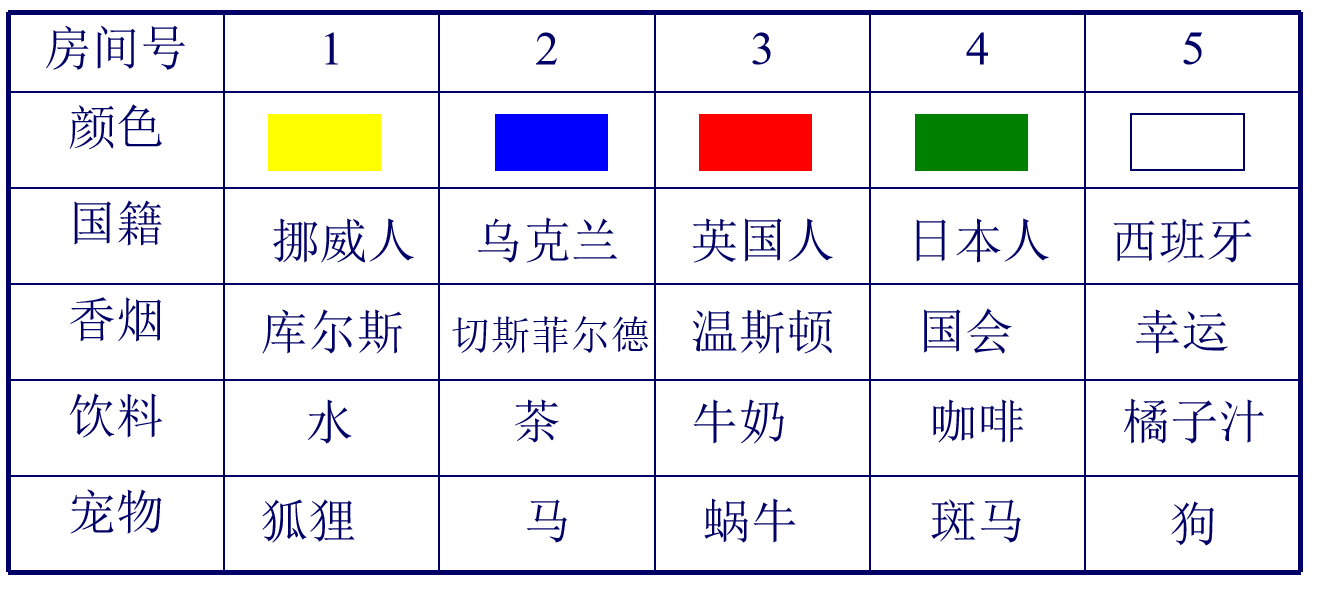 房间号 1 2 3 4 5
颜色
国籍 挪威人 乌克兰 英国人 日本人 西班牙
香烟 库尔斯 切斯菲尔德 温斯顿 国会 幸运
饮料 水 茶 牛奶 咖啡 橘子汁
宠物 狐狸 马 蜗牛 斑马 狗